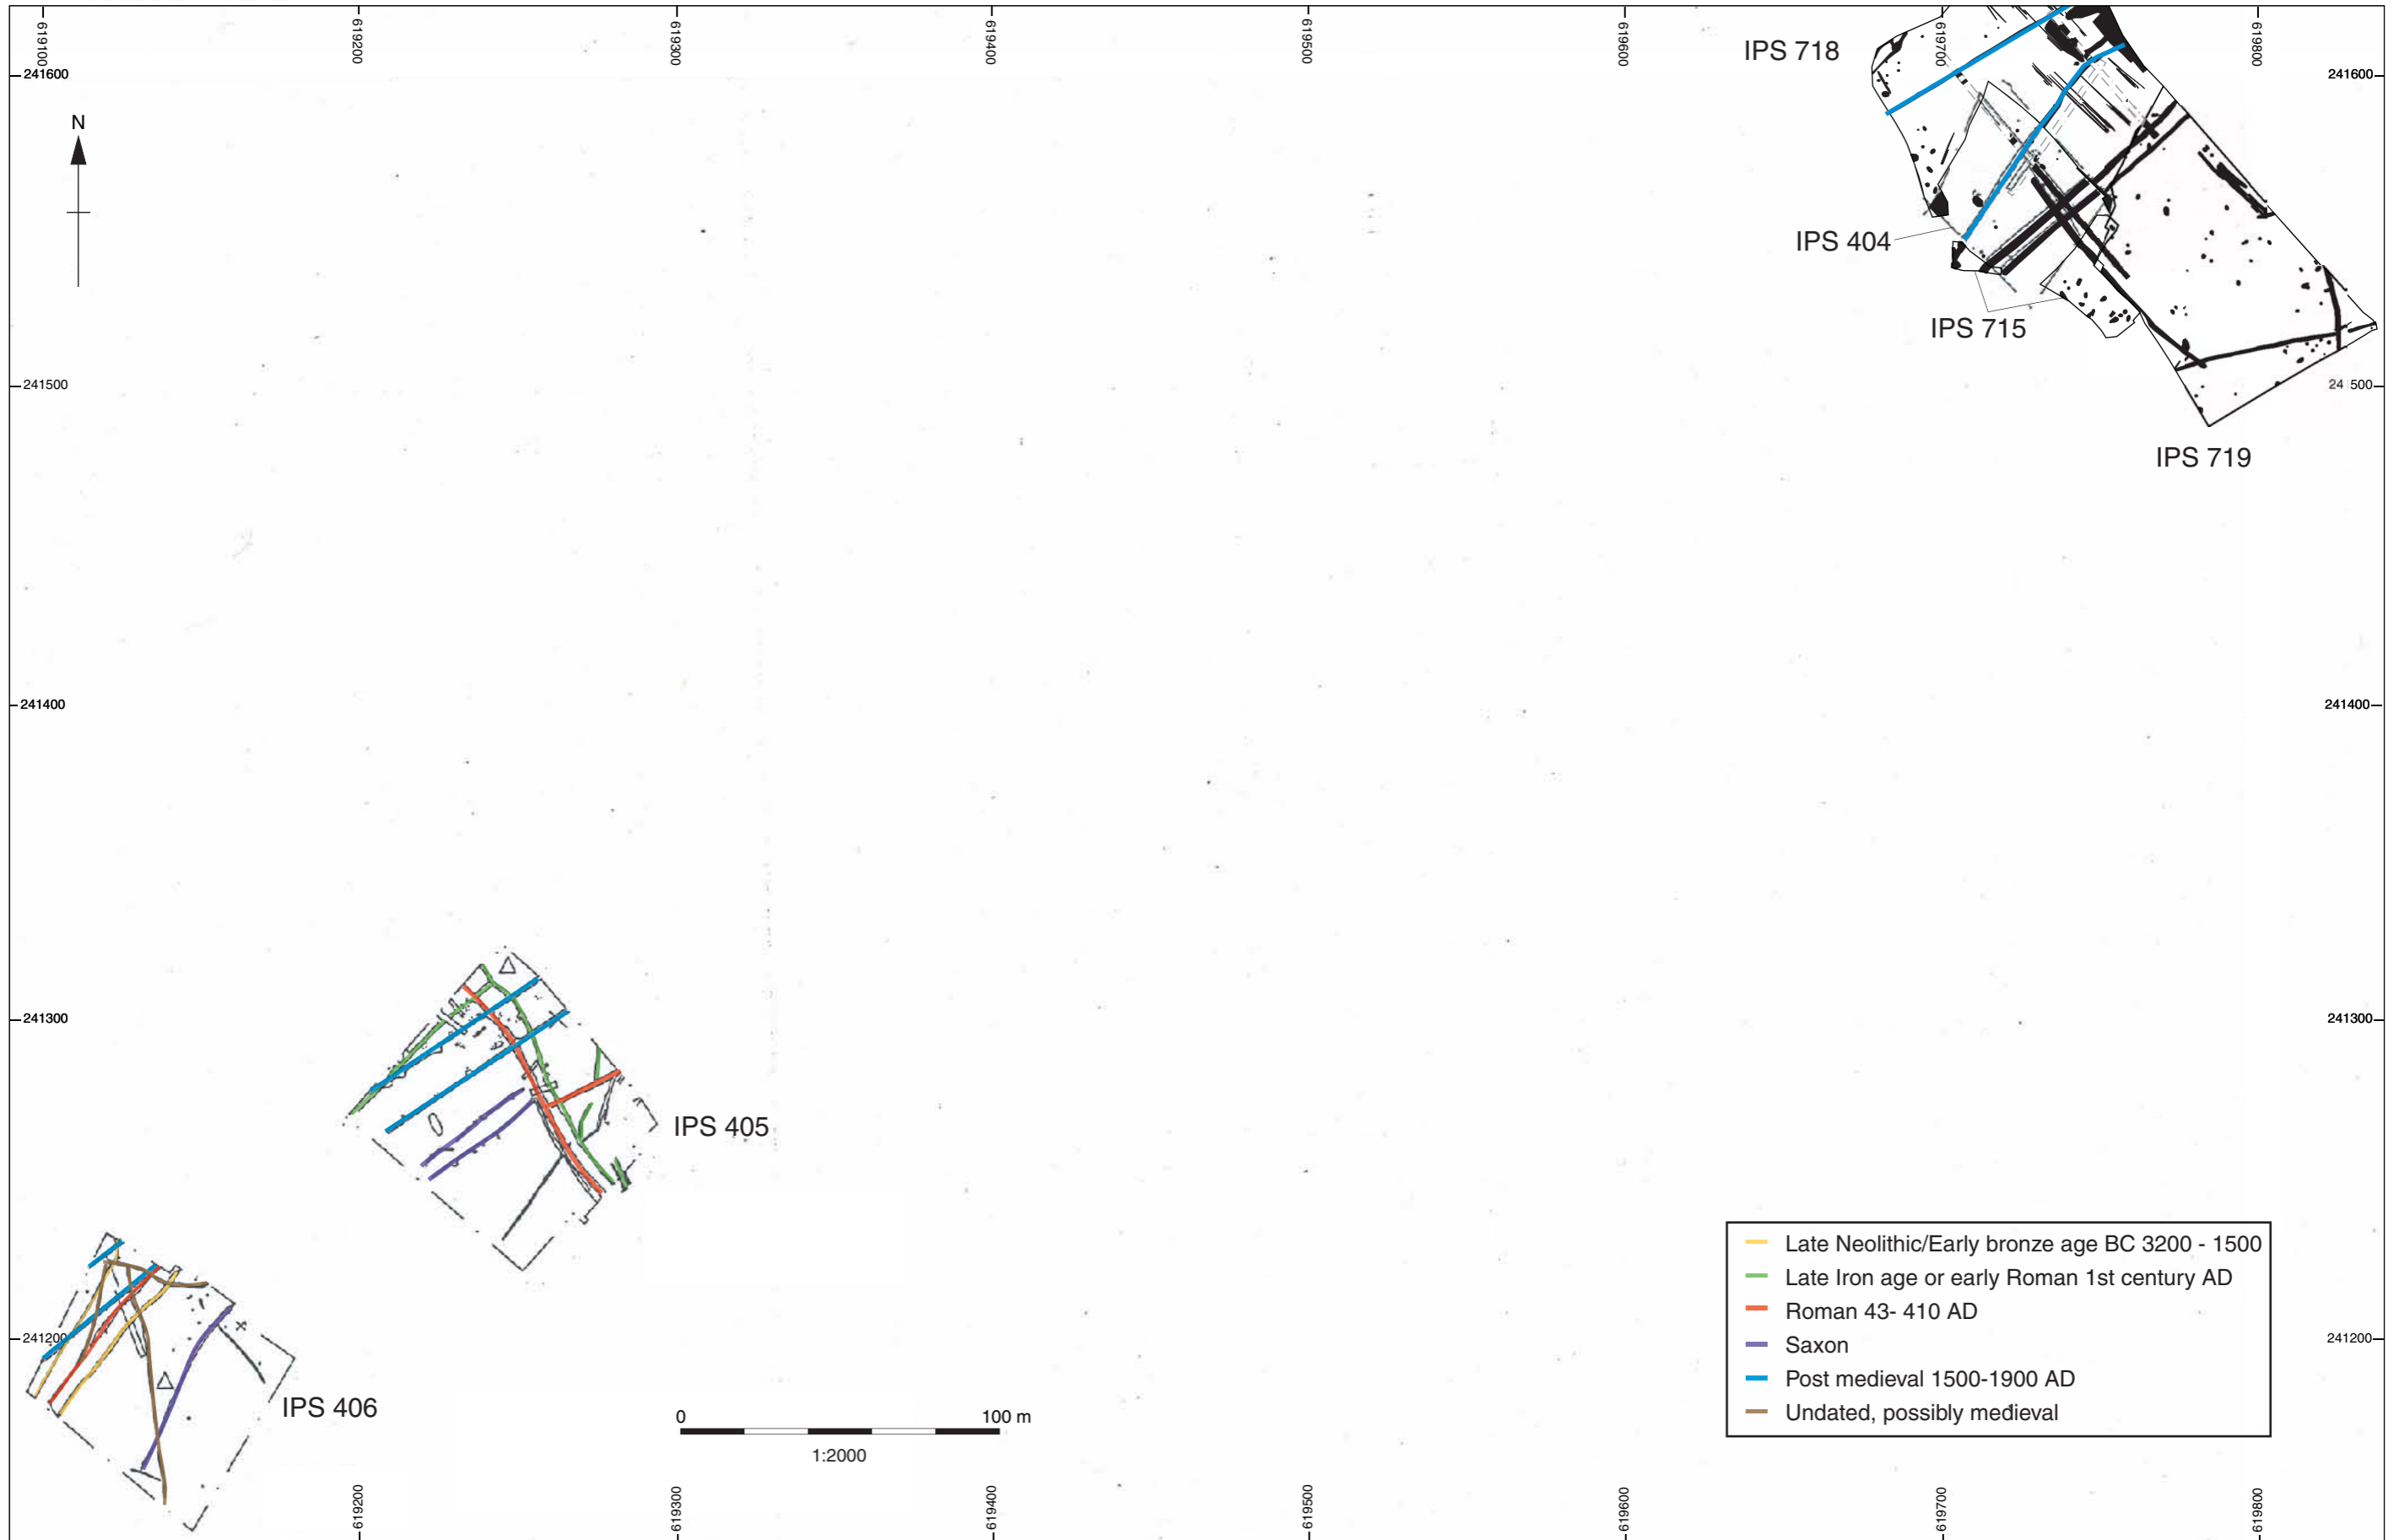 619100
619200
619300
619400
619500
619600
619700
619800
241600
241600
N
IPS 718
IPS 404
IPS 715
241500
24 500
IPS 719
241400
241400
241300
241300
IPS 405
241200
241200
IPS 406
0 100 m
1:2000
Late Neolithic/Early bronze age BC 3200 - 1500
Late Iron age or early Roman 1st century AD
Roman 43- 410 AD
Saxon
Post medieval 1500-1900 AD
Undated, possibly medieval
619200
619300
619400
619500
619600
619700
619800